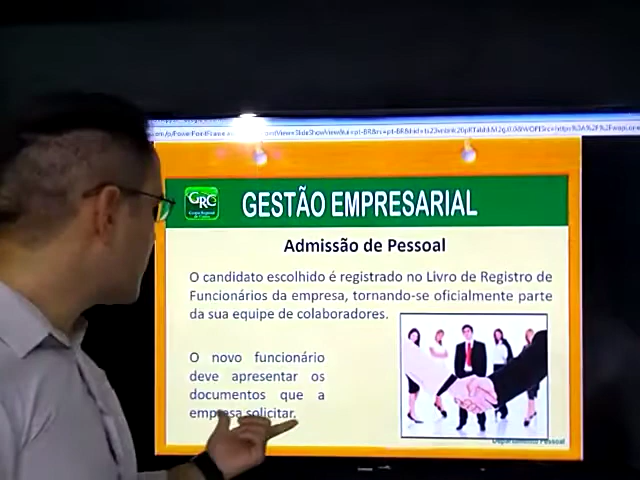 GRC
GESTÃO EMPRESARIAL
Admissão de Pessoal
O candidato escolhido é registrado no Livro de Registro de
Funcionários da empresa, tornando-se oficialmente parte
da sua equipe de colaboradores.
O novo funcionário
deve apresentar os
documentos que a
empresa solicitar.
Departamento Pessoal